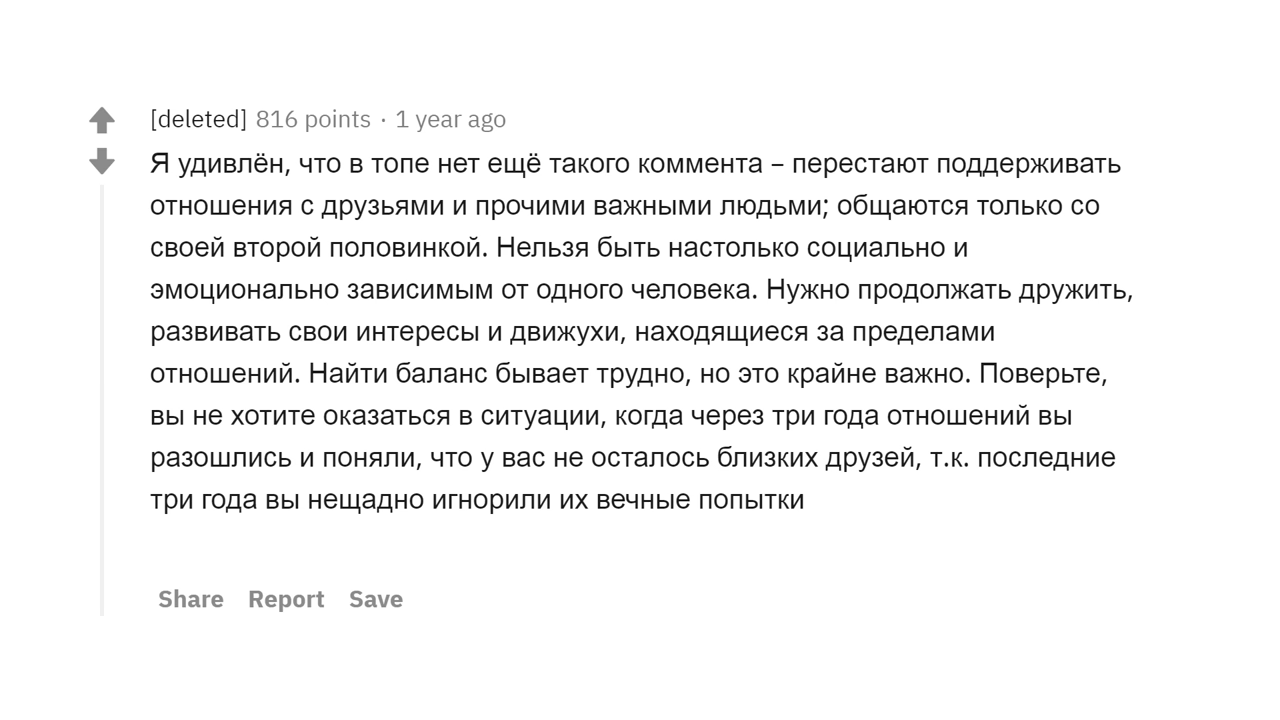 [deleted] 816 points · 1 year ago
Я удивлён, что в топе нет ещё такого коммента – перестают поддерживать
отношения с друзьями и прочими важными людьми; общаются только со
своей второй половинкой. Нельзя быть настолько социально и
эмоционально зависимым от одного человека. Нужно продолжать дружить,
развивать свои интересы и движухи, находящиеся за пределами
отношений. Найти баланс бывает трудно, но это крайне важно. Поверьте,
вы не хотите оказаться в ситуации, когда через три года отношений вы
разошлись и поняли, что у вас не осталось близких друзей, т.к. последние
три года вы нещадно игнорили их вечные попытки
Share Report Save